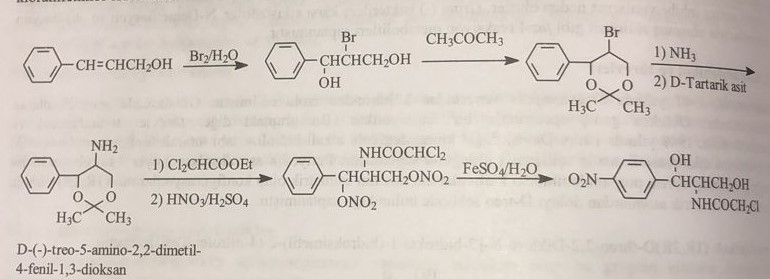 Br
CH=CHCH₂OH Br₂/H₂O CHCHCH₂OH CH₃COCH₃ Br 1) NH₃
OH O O 2) D-Tartarik asit
H₃C CH₃
NH₂ NHCOCHCl₂ OH
1) Cl₂CHCOOEt CHCHCH₂ONO₂ FeSO₄/H₂O O₂N CHCHCH₂OH
O O 2) HNO₃/H₂SO₄ ONO₂ NHCOCH₂Cl
H₃C CH₃
D-(-)-treo-5-amino-2,2-dimetil-
4-fenil-1,3-dioksan